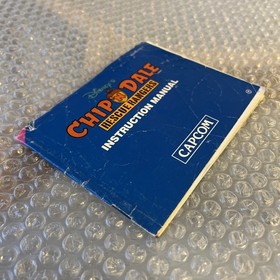 Disney's
CHIP DALE
RESCUE RANGERS
INSTRUCTION MANUAL
CAPCOM